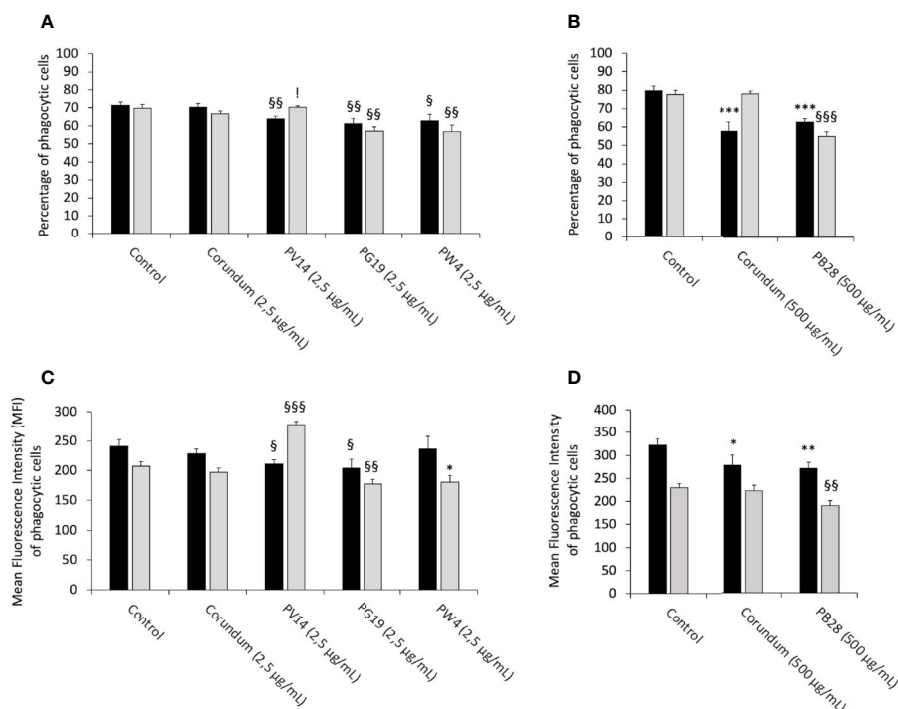 A
Percentage of phagocytic cells
100
90
80
70
60
50
40
30
20
10
0
§§
!
§§
§§
§
§§
Control
Corundum (2,5 µg/mL)
PV14 (2,5 µg/mL)
PG19 (2,5 µg/mL)
PW4 (2,5 µg/mL)
B
Percentage of phagocytic cells
100
90
80
70
60
50
40
30
20
10
0
***
***
§§§
Control
Corundum (500 µg/mL)
PB28 (500 µg/mL)
C
Mean Fluorescence Intensity (MFI)
of phagocytic cells
300
250
200
150
100
50
0
§
§§§
§
§§
*
Control
Corundum (2,5 µg/mL)
PV14 (2,5 µg/mL)
PG19 (2,5 µg/mL)
PW4 (2,5 µg/mL)
D
Mean Fluorescence Intensity
of phagocytic cells
400
350
300
250
200
150
100
50
0
*
**
§§
Control
Corundum (500 µg/mL)
PB28 (500 µg/mL)